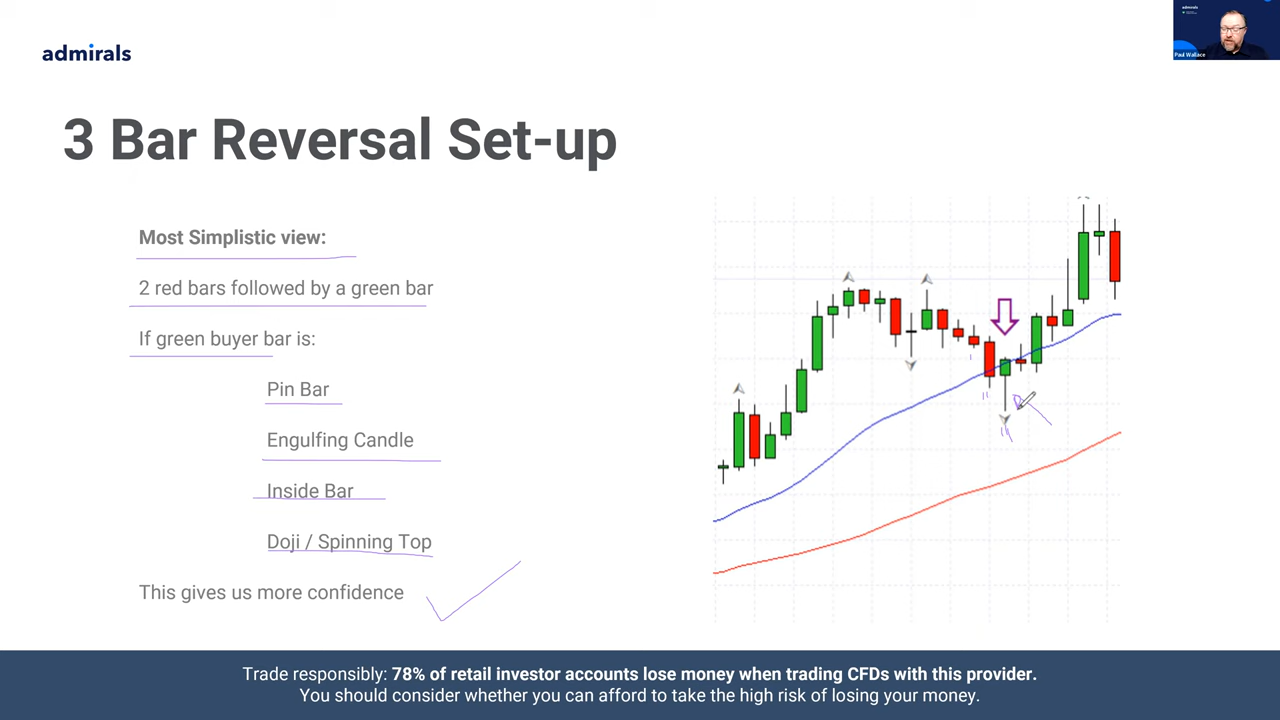 admirals
admirals
Paul Wallace
3 Bar Reversal Set-up
Most Simplistic view:
2 red bars followed by a green bar
If green buyer bar is:
Pin Bar
Engulfing Candle
Inside Bar
Doji / Spinning Top
This gives us more confidence
Trade responsibly: 78% of retail investor accounts lose money when trading CFDs with this provider.
You should consider whether you can afford to take the high risk of losing your money.